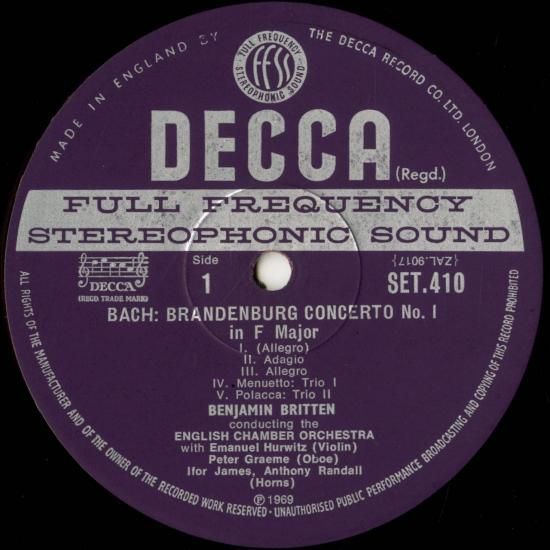 MADE IN ENGLAND BY
THE DECCA RECORD CO. LTD. LONDON
FULL FREQUENCY
FFSS
STEREOPHONIC SOUND
DECCA
(Regd.)
FULL FREQUENCY
STEREOPHONIC SOUND
DECCA
(REGD. TRADE MARK)
Side
1
{ZAL.9017}
SET.410
BACH: BRANDENBURG CONCERTO No. I
in F Major
I. (Allegro)
II. Adagio
III. Allegro
IV. Menuetto: Trio I
V. Polacca: Trio II
BENJAMIN BRITTEN
conducting the
ENGLISH CHAMBER ORCHESTRA
with Emanuel Hurwitz (Violin)
Peter Graeme (Oboe)
Ifor James, Anthony Randall
(Horns)
℗ 1969
ALL RIGHTS OF THE MANUFACTURER AND OF THE OWNER OF THE RECORDED WORK RESERVED · UNAUTHORISED PUBLIC PERFORMANCE BROADCASTING AND COPYING OF THIS RECORD PROHIBITED